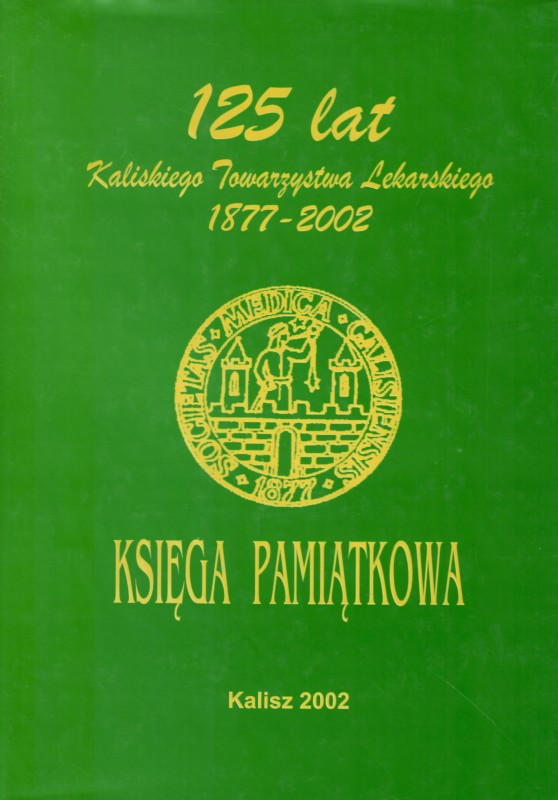 125 lat
Kaliskiego Towarzystwa Lekarskiego
1877-2002
SOCIETAS · MEDICA · CALISIENSIS
· 1877 ·
KSIĘGA PAMIĄTKOWA
Kalisz 2002